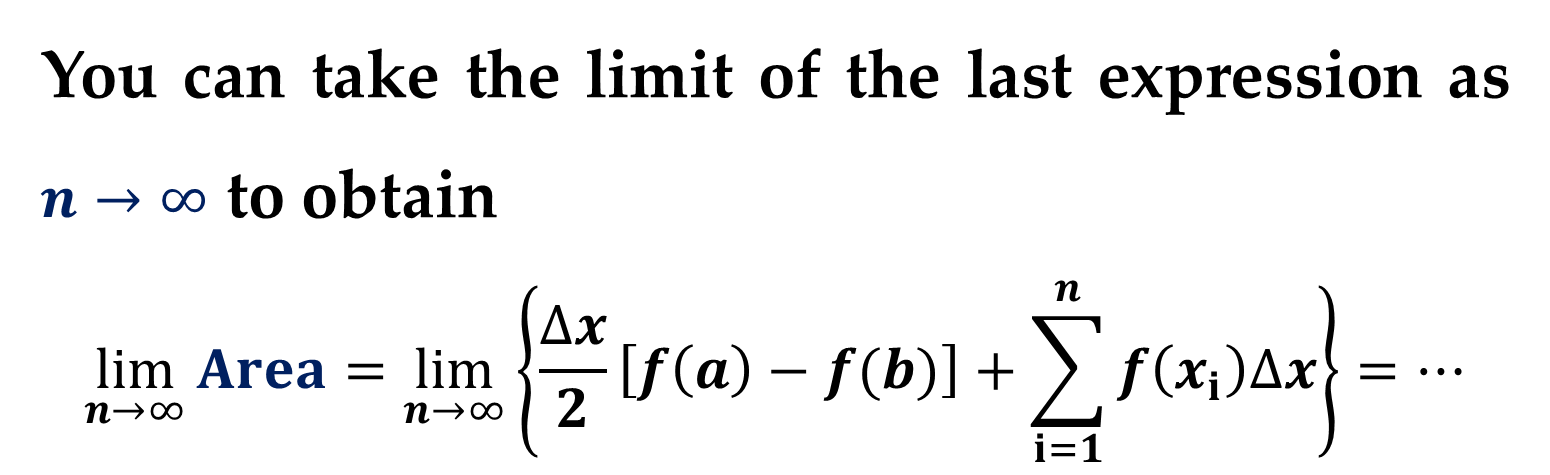 You can take the limit of the last expression as
n → ∞ to obtain
lim_{n→∞} Area = lim_{n→∞} { Δx/2 [f(a) − f(b)] + ∑_{i=1}^{n} f(x_i)Δx } = ⋯